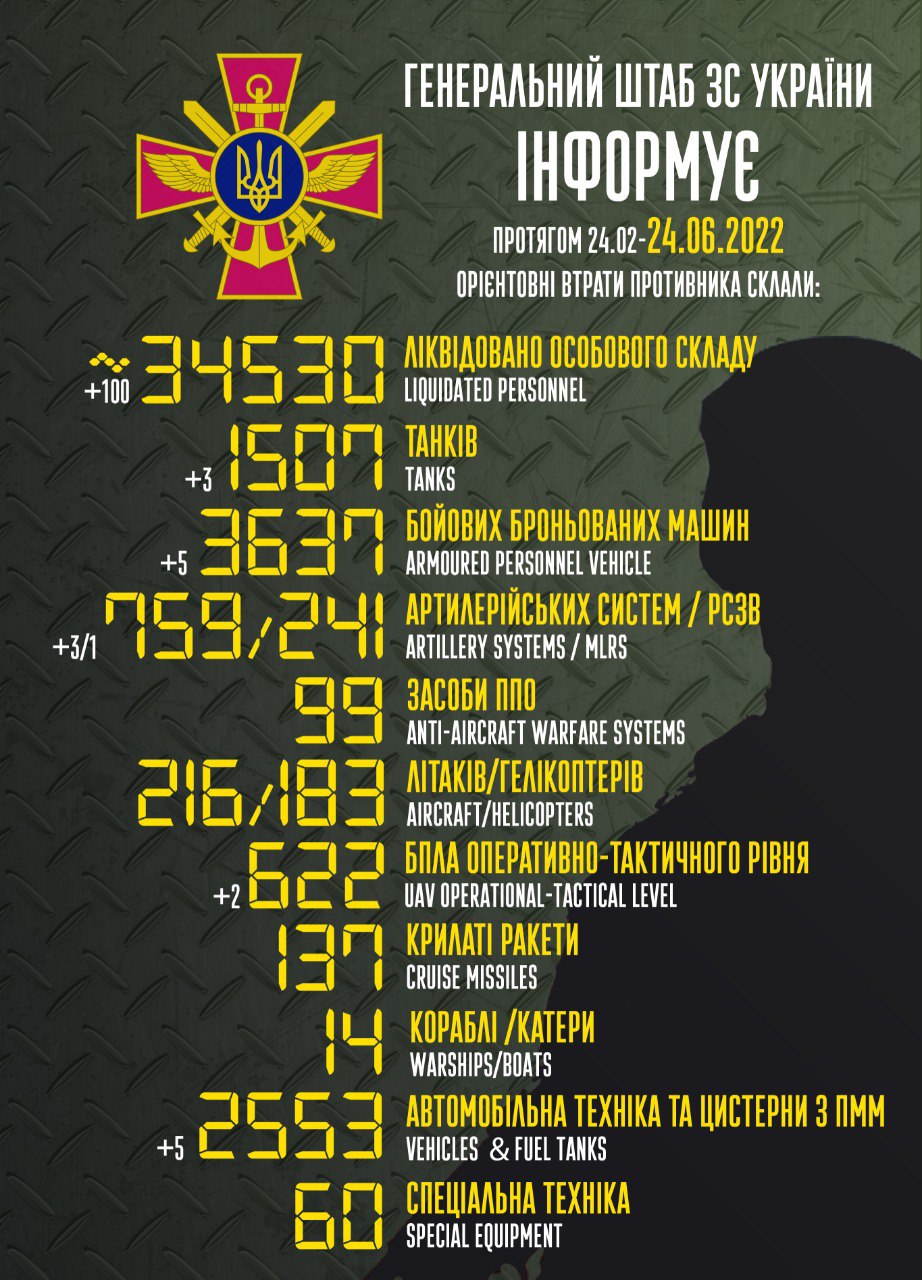 ГЕНЕРАЛЬНИЙ ШТАБ ЗС УКРАЇНИ
ІНФОРМУЄ
ПРОТЯГОМ 24.02-24.06.2022
ОРІЄНТОВНІ ВТРАТИ ПРОТИВНИКА СКЛАЛИ:
~34530 ЛІКВІДОВАНО ОСОБОВОГО СКЛАДУ
+100 LIQUIDATED PERSONNEL
1507 ТАНКІВ
+3 TANKS
3637 БОЙОВИХ БРОНЬОВАНИХ МАШИН
+5 ARMOURED PERSONNEL VEHICLE
759/241 АРТИЛЕРІЙСЬКИХ СИСТЕМ / РСЗВ
+3/1 ARTILLERY SYSTEMS / MLRS
99 ЗАСОБИ ППО
ANTI-AIRCRAFT WARFARE SYSTEMS
216/183 ЛІТАКІВ/ГЕЛІКОПТЕРІВ
AIRCRAFT/HELICOPTERS
622 БПЛА ОПЕРАТИВНО-ТАКТИЧНОГО РІВНЯ
+2 UAV OPERATIONAL-TACTICAL LEVEL
137 КРИЛАТІ РАКЕТИ
CRUISE MISSILES
14 КОРАБЛІ /КАТЕРИ
WARSHIPS/BOATS
2553 АВТОМОБІЛЬНА ТЕХНІКА ТА ЦИСТЕРНИ З ПММ
+5 VEHICLES & FUEL TANKS
60 СПЕЦІАЛЬНА ТЕХНІКА
SPECIAL EQUIPMENT